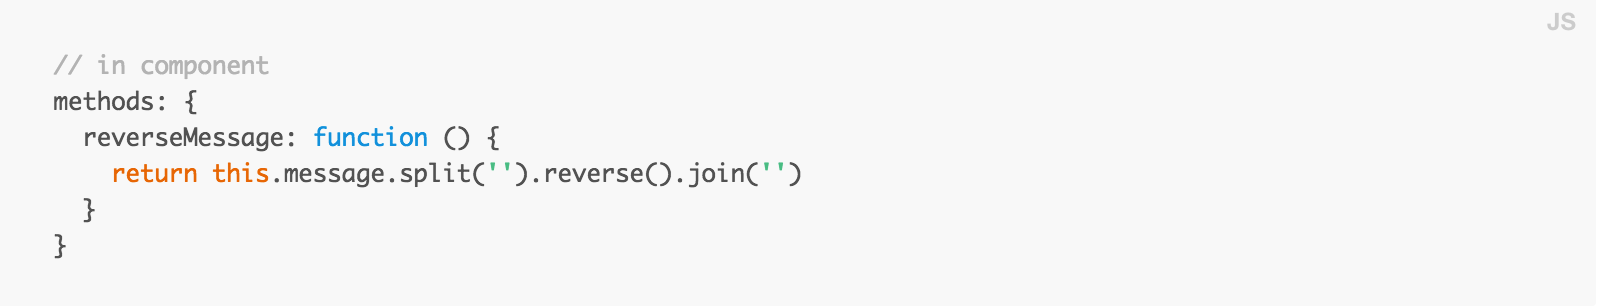 JS
// in component
methods: {
  reverseMessage: function () {
    return this.message.split('').reverse().join('')
  }
}